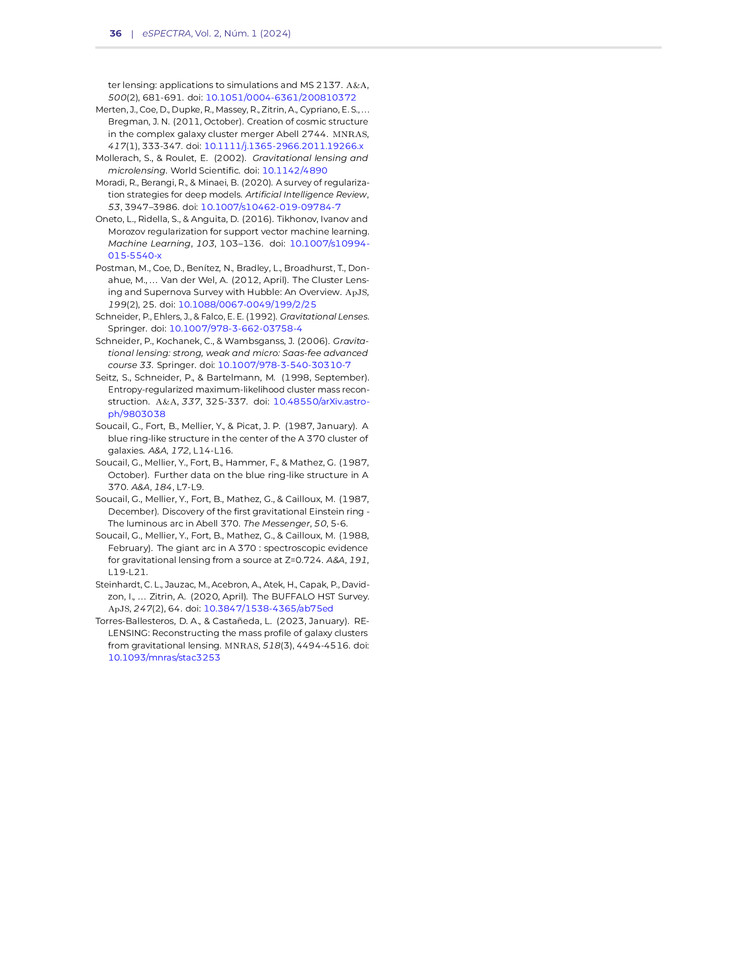 36 | eSPECTRA, Vol. 2, Núm. 1 (2024)
ter lensing: applications to simulations and MS 2137. A&A,
500(2), 681-691. doi: 10.1051/0004-6361/200810372
Merten, J., Coe, D., Dupke, R., Massey, R., Zitrin, A., Cypriano, E. S., ...
Bregman, J. N. (2011, October). Creation of cosmic structure
in the complex galaxy cluster merger Abell 2744. MNRAS,
417(1), 333-347. doi: 10.1111/j.1365-2966.2011.19266.x
Mollerach, S., & Roulet, E. (2002). Gravitational lensing and
microlensing. World Scientific. doi: 10.1142/4890
Moradi, R., Berangi, R., & Minaei, B. (2020). A survey of regulariza-
tion strategies for deep models. Artificial Intelligence Review,
53, 3947–3986. doi: 10.1007/s10462-019-09784-7
Oneto, L., Ridella, S., & Anguita, D. (2016). Tikhonov, Ivanov and
Morozov regularization for support vector machine learning.
Machine Learning, 103, 103–136. doi: 10.1007/s10994-
015-5540-x
Postman, M., Coe, D., Benítez, N., Bradley, L., Broadhurst, T., Don-
ahue, M., ... Van der Wel, A. (2012, April). The Cluster Lens-
ing and Supernova Survey with Hubble: An Overview. ApJS,
199(2), 25. doi: 10.1088/0067-0049/199/2/25
Schneider, P., Ehlers, J., & Falco, E. E. (1992). Gravitational Lenses.
Springer. doi: 10.1007/978-3-662-03758-4
Schneider, P., Kochanek, C., & Wambsganss, J. (2006). Gravita-
tional lensing: strong, weak and micro: Saas-fee advanced
course 33. Springer. doi: 10.1007/978-3-540-30310-7
Seitz, S., Schneider, P., & Bartelmann, M. (1998, September).
Entropy-regularized maximum-likelihood cluster mass recon-
struction. A&A, 337, 325-337. doi: 10.48550/arXiv.astro-
ph/9803038
Soucail, G., Fort, B., Mellier, Y., & Picat, J. P. (1987, January). A
blue ring-like structure in the center of the A 370 cluster of
galaxies. A&A, 172, L14-L16.
Soucail, G., Mellier, Y., Fort, B., Hammer, F., & Mathez, G. (1987,
October). Further data on the blue ring-like structure in A
370. A&A, 184, L7-L9.
Soucail, G., Mellier, Y., Fort, B., Mathez, G., & Cailloux, M. (1987,
December). Discovery of the first gravitational Einstein ring -
The luminous arc in Abell 370. The Messenger, 50, 5-6.
Soucail, G., Mellier, Y., Fort, B., Mathez, G., & Cailloux, M. (1988,
February). The giant arc in A 370 : spectroscopic evidence
for gravitational lensing from a source at Z=0.724. A&A, 191,
L19-L21.
Steinhardt, C. L., Jauzac, M., Acebron, A., Atek, H., Capak, P., David-
zon, I., ... Zitrin, A. (2020, April). The BUFFALO HST Survey.
ApJS, 247(2), 64. doi: 10.3847/1538-4365/ab75ed
Torres-Ballesteros, D. A., & Castañeda, L. (2023, January). RE-
LENSING: Reconstructing the mass profile of galaxy clusters
from gravitational lensing. MNRAS, 518(3), 4494-4516. doi:
10.1093/mnras/stac3253